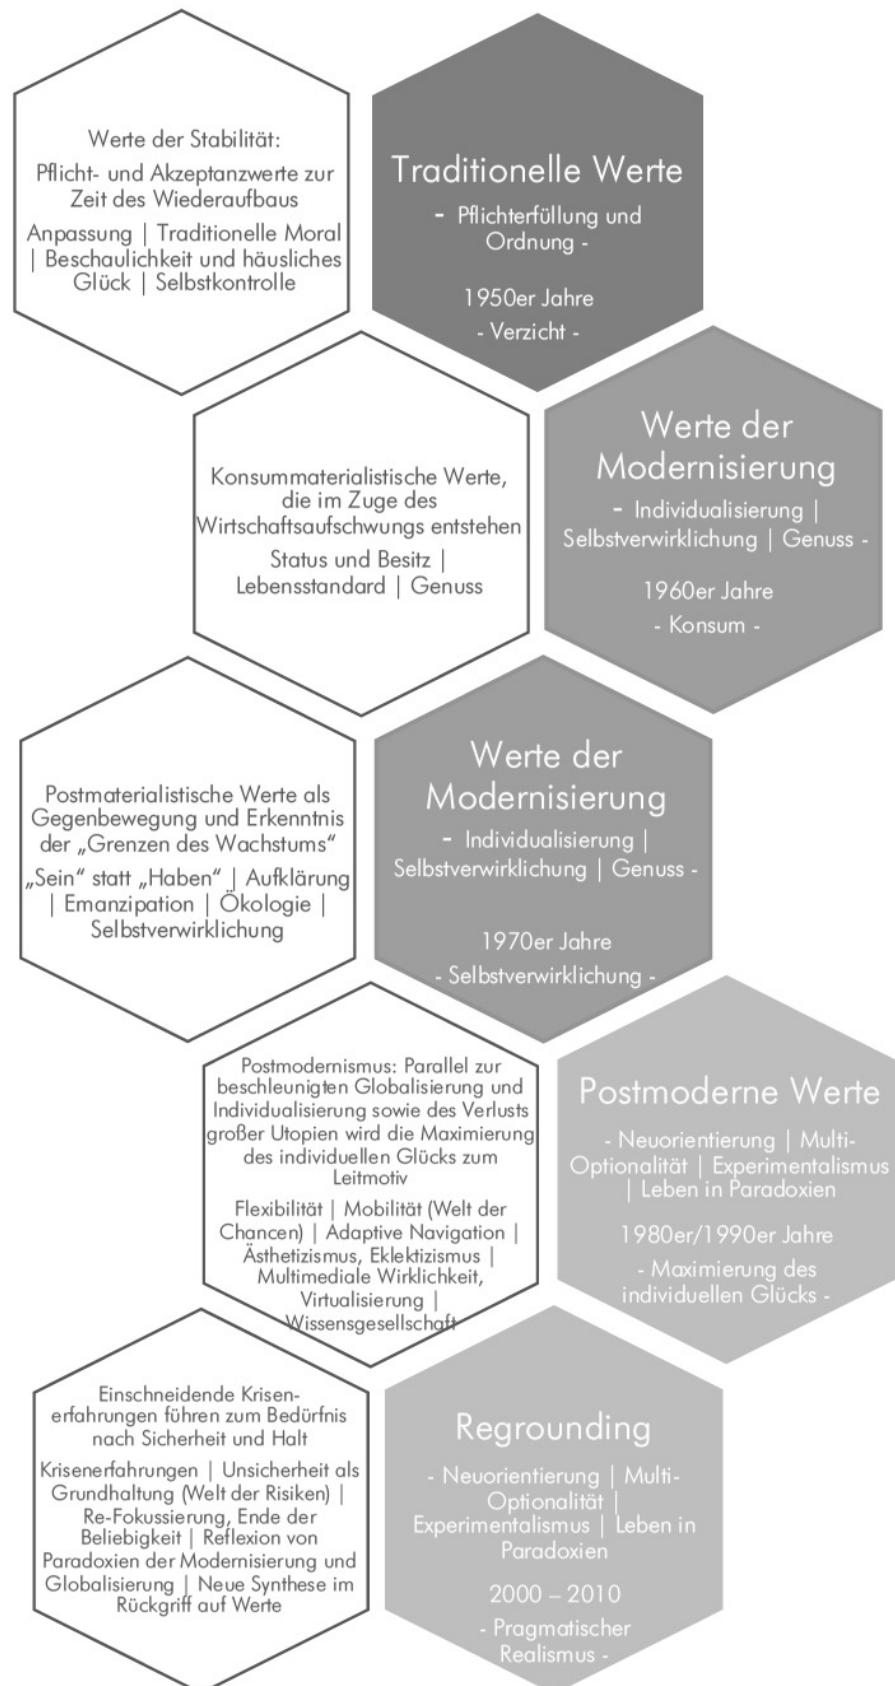 Werte der Stabilität:
Pflicht- und Akzeptanzwerte zur
Zeit des Wiederaufbaus
Anpassung | Traditionelle Moral
| Beschaulichkeit und häusliches
Glück | Selbstkontrolle
Traditionelle Werte
- Pflichterfüllung und
Ordnung -
1950er Jahre
- Verzicht -
Konsummaterialistische Werte,
die im Zuge des
Wirtschaftsaufschwungs entstehen
Status und Besitz |
Lebensstandard | Genuss
Werte der
Modernisierung
- Individualisierung |
Selbstverwirklichung | Genuss -
1960er Jahre
- Konsum -
Postmaterialistische Werte als
Gegenbewegung und Erkenntnis
der „Grenzen des Wachstums“
„Sein“ statt „Haben“ | Aufklärung
| Emanzipation | Ökologie |
Selbstverwirklichung
Werte der
Modernisierung
- Individualisierung |
Selbstverwirklichung | Genuss -
1970er Jahre
- Selbstverwirklichung -
Postmodernismus: Parallel zur
beschleunigten Globalisierung und
Individualisierung sowie des Verlusts
großer Utopien wird die Maximierung
des individuellen Glücks zum
Leitmotiv
Flexibilität | Mobilität (Welt der
Chancen) | Adaptive Navigation |
Ästhetizismus, Eklektizismus |
Multimediale Wirklichkeit,
Virtualisierung |
Wissensgesellschaft
Postmoderne Werte
- Neuorientierung | Multi-
Optionalität | Experimentalismus
| Leben in Paradoxien
1980er/1990er Jahre
- Maximierung des
individuellen Glücks -
Einschneidende Krisen-
erfahrungen führen zum Bedürfnis
nach Sicherheit und Halt
Krisenerfahrungen | Unsicherheit als
Grundhaltung (Welt der Risiken) |
Re-Fokussierung, Ende der
Beliebigkeit | Reflexion von
Paradoxien der Modernisierung und
Globalisierung | Neue Synthese im
Rückgriff auf Werte
Regrounding
- Neuorientierung | Multi-
Optionalität |
Experimentalismus | Leben in
Paradoxien
2000 – 2010
- Pragmatischer
Realismus -